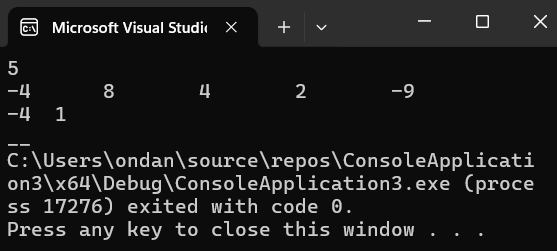 Microsoft Visual Studi
5
-4 8 4 2 -9
-4 1
__
C:\Users\ondan\source\repos\ConsoleApplicati
on3\x64\Debug\ConsoleApplication3.exe (proce
ss 17276) exited with code 0.
Press any key to close this window . . .